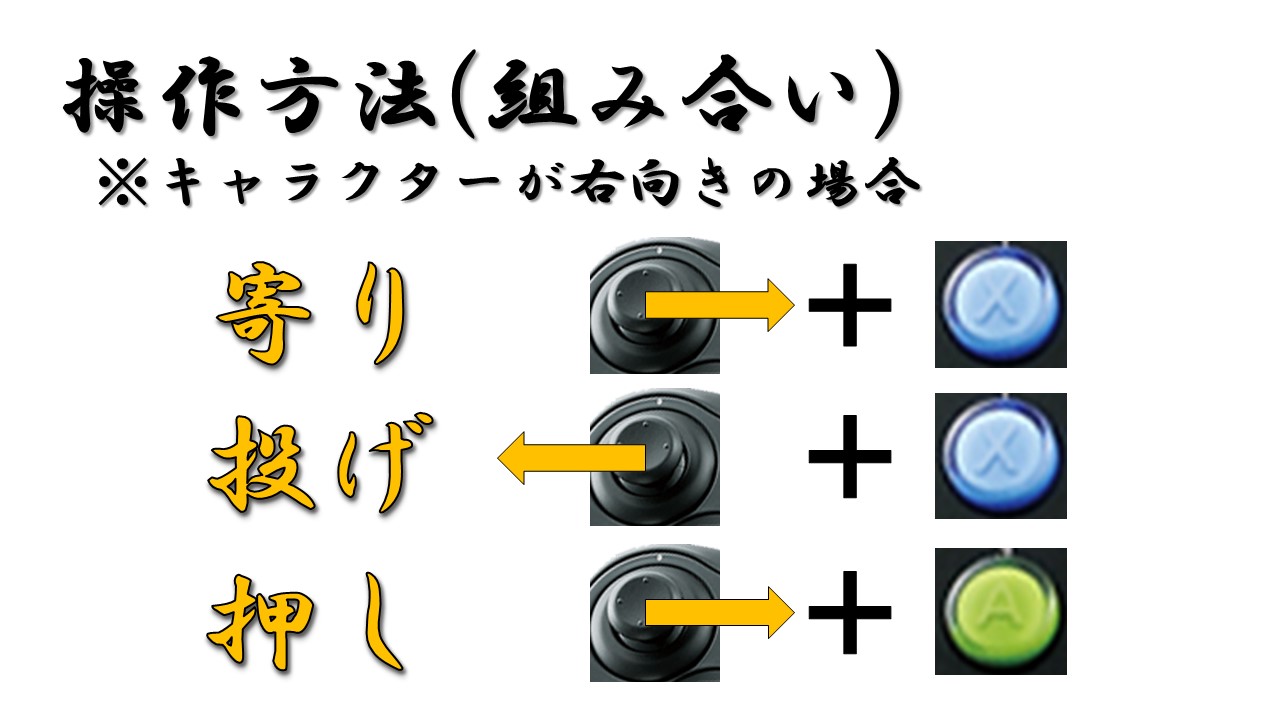 操作方法(組み合い)
※キャラクターが右向きの場合
寄り + X
投げ + X
押し + A